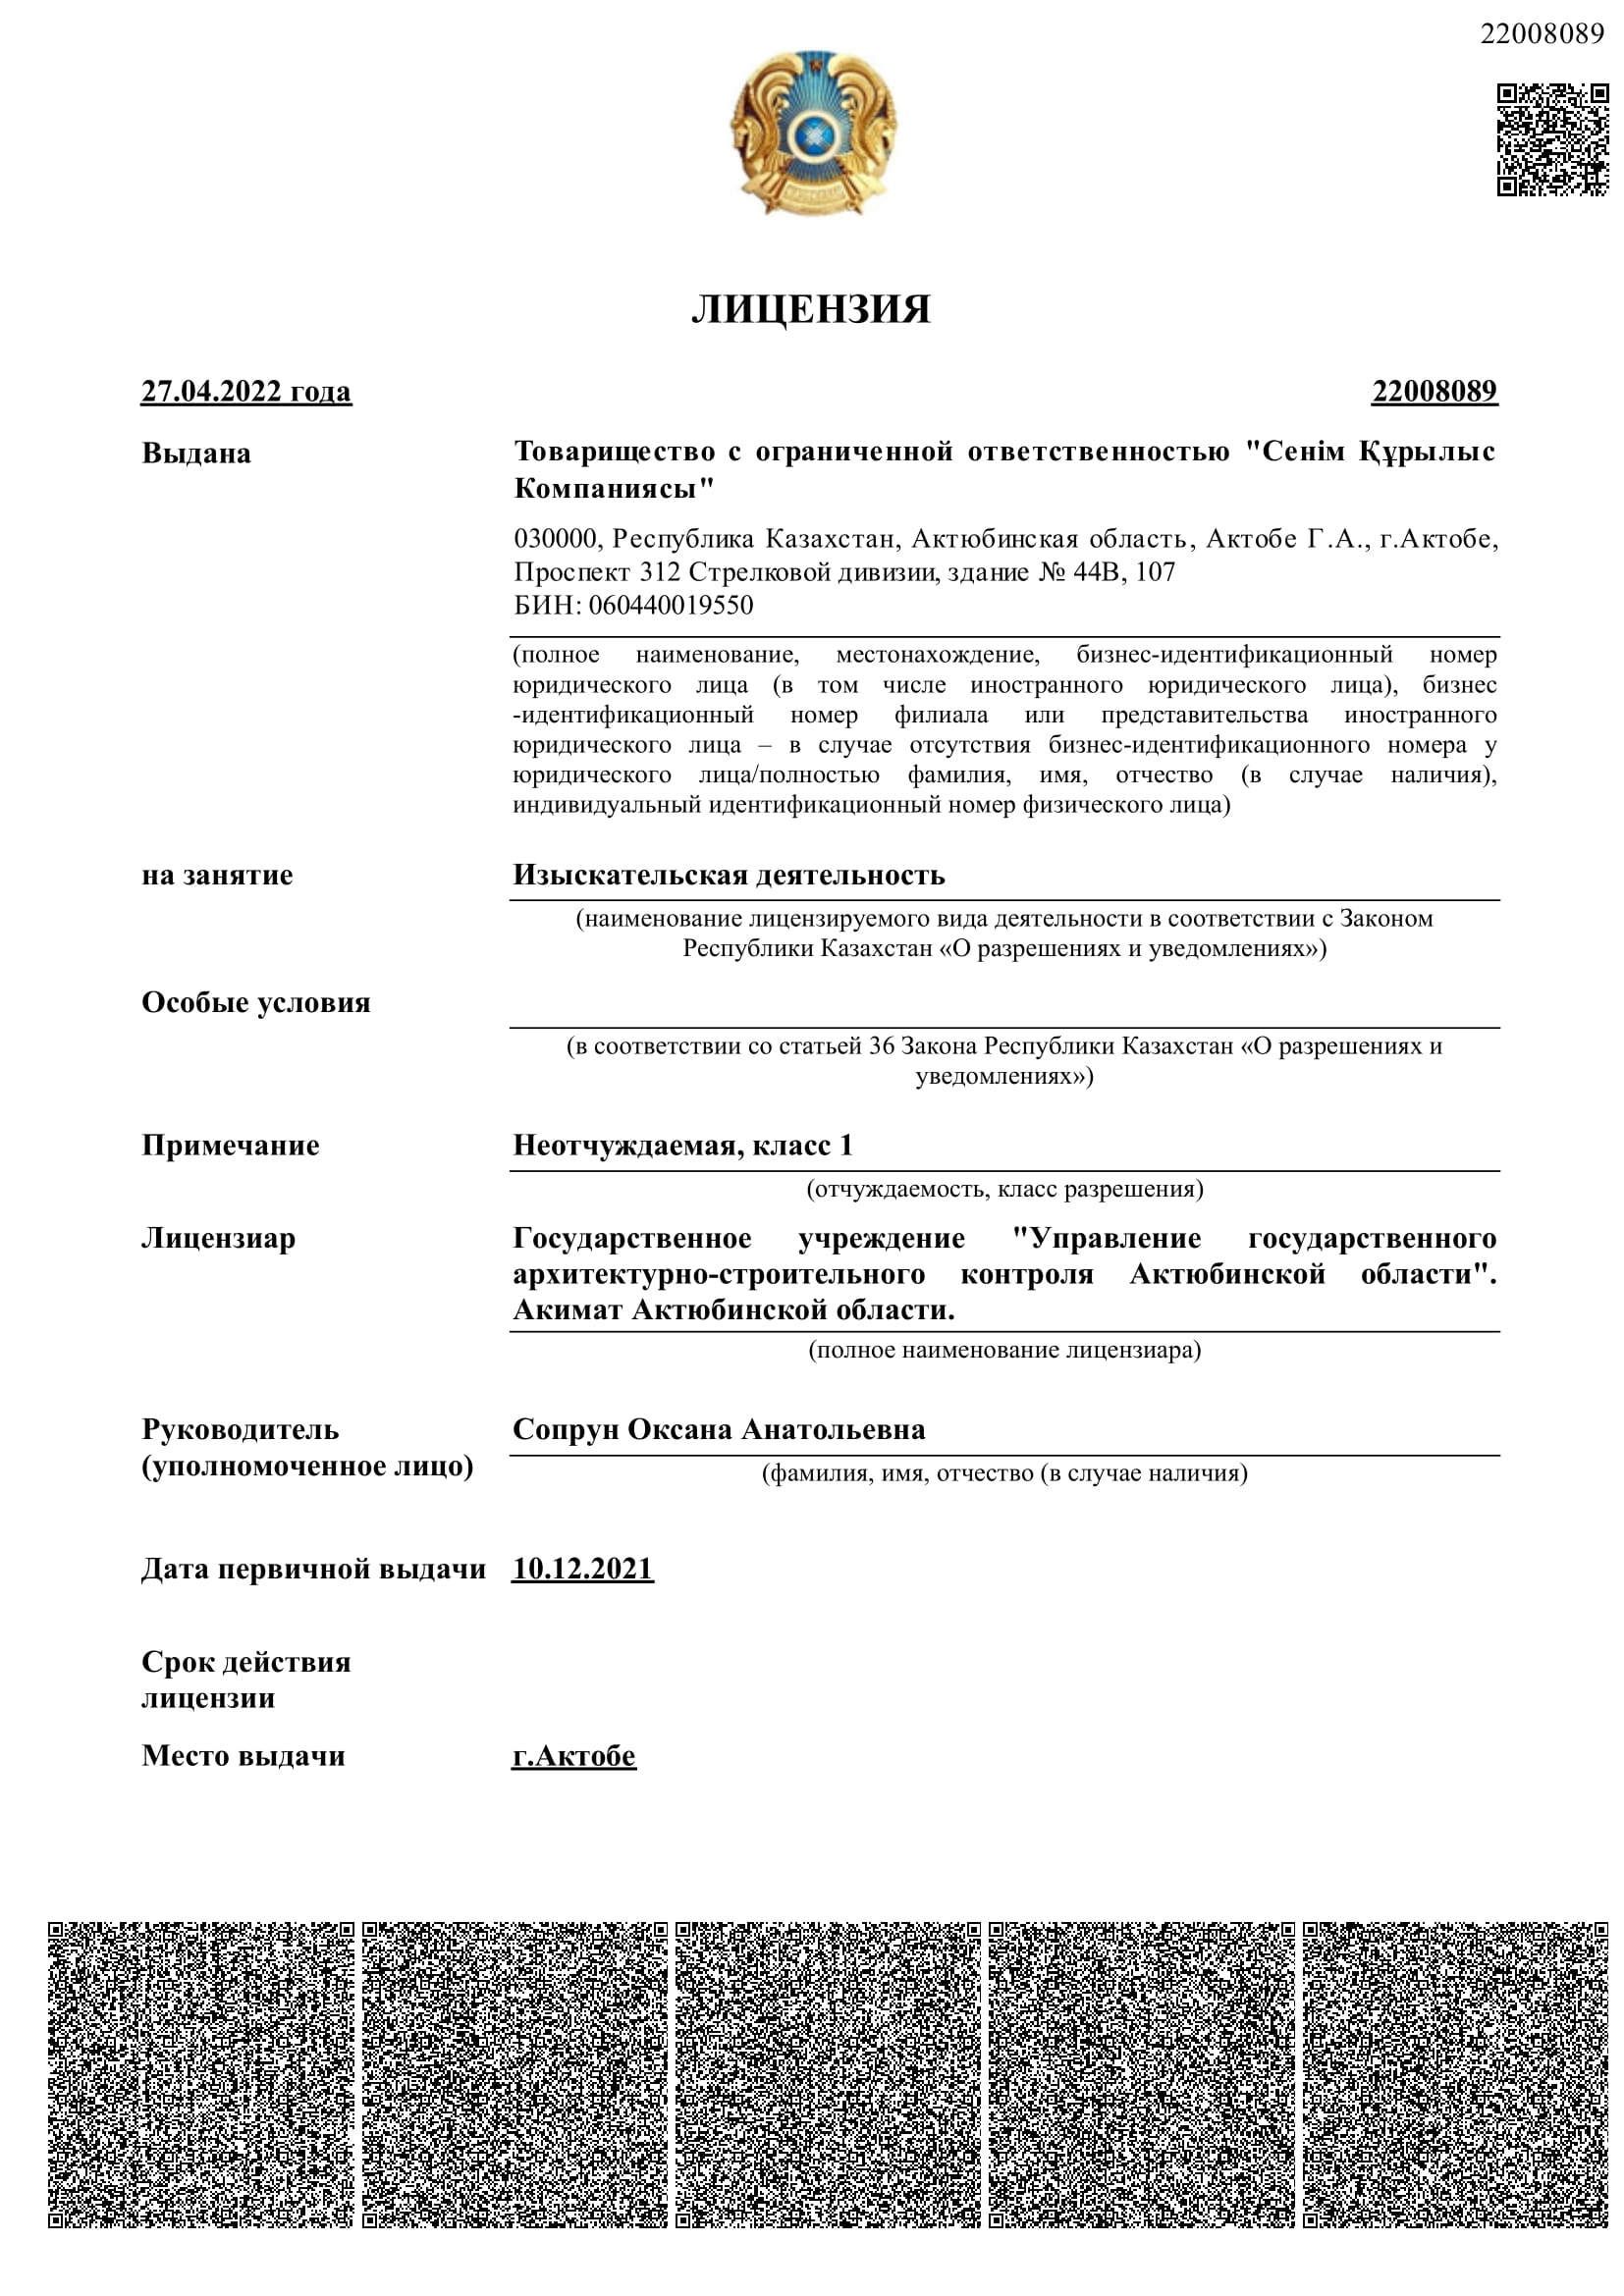 22008089
ЛИЦЕНЗИЯ
27.04.2022 года
22008089
Выдана
Товарищество с ограниченной ответственностью "Сенім Құрылыс
Компаниясы"
030000, Республика Казахстан, Актюбинская область, Актобе Г.А., г.Актобе,
Проспект 312 Стрелковой дивизии, здание № 44В, 107
БИН: 060440019550
(полное наименование, местонахождение, бизнес-идентификационный номер
юридического лица (в том числе иностранного юридического лица), бизнес
-идентификационный номер филиала или представительства иностранного
юридического лица – в случае отсутствия бизнес-идентификационного номера у
юридического лица/полностью фамилия, имя, отчество (в случае наличия),
индивидуальный идентификационный номер физического лица)
на занятие
Изыскательская деятельность
(наименование лицензируемого вида деятельности в соответствии с Законом
Республики Казахстан «О разрешениях и уведомлениях»)
Особые условия
(в соответствии со статьей 36 Закона Республики Казахстан «О разрешениях и
уведомлениях»)
Примечание
Неотчуждаемая, класс 1
(отчуждаемость, класс разрешения)
Лицензиар
Государственное учреждение "Управление государственного
архитектурно-строительного контроля Актюбинской области".
Акимат Актюбинской области.
(полное наименование лицензиара)
Руководитель
(уполномоченное лицо)
Сопрун Оксана Анатольевна
(фамилия, имя, отчество (в случае наличия)
Дата первичной выдачи
10.12.2021
Срок действия
лицензии
Место выдачи
г.Актобе